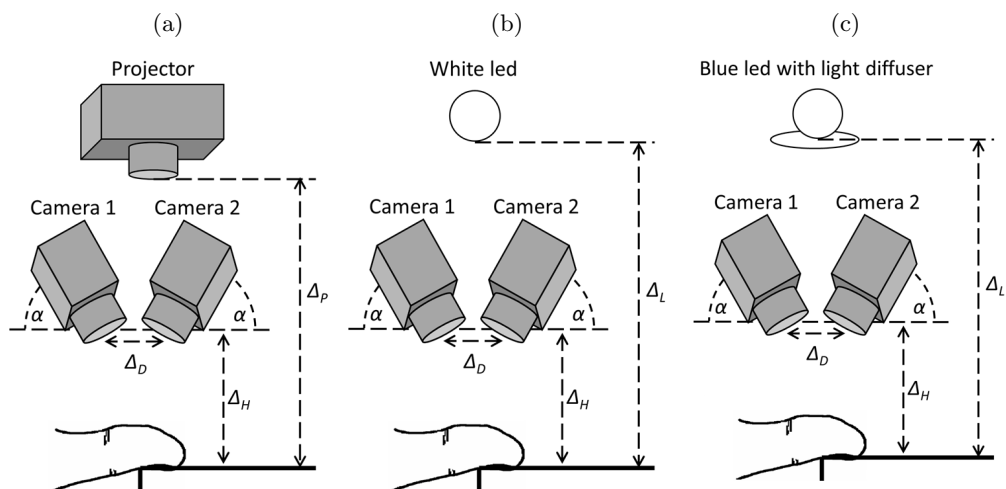 (a)
Projector
Camera 1
Camera 2
α
α
Δ_D
Δ_H
Δ_P
(b)
White led
Camera 1
Camera 2
α
α
Δ_D
Δ_H
Δ_L
(c)
Blue led with light diffuser
Camera 1
Camera 2
α
α
Δ_D
Δ_H
Δ_L